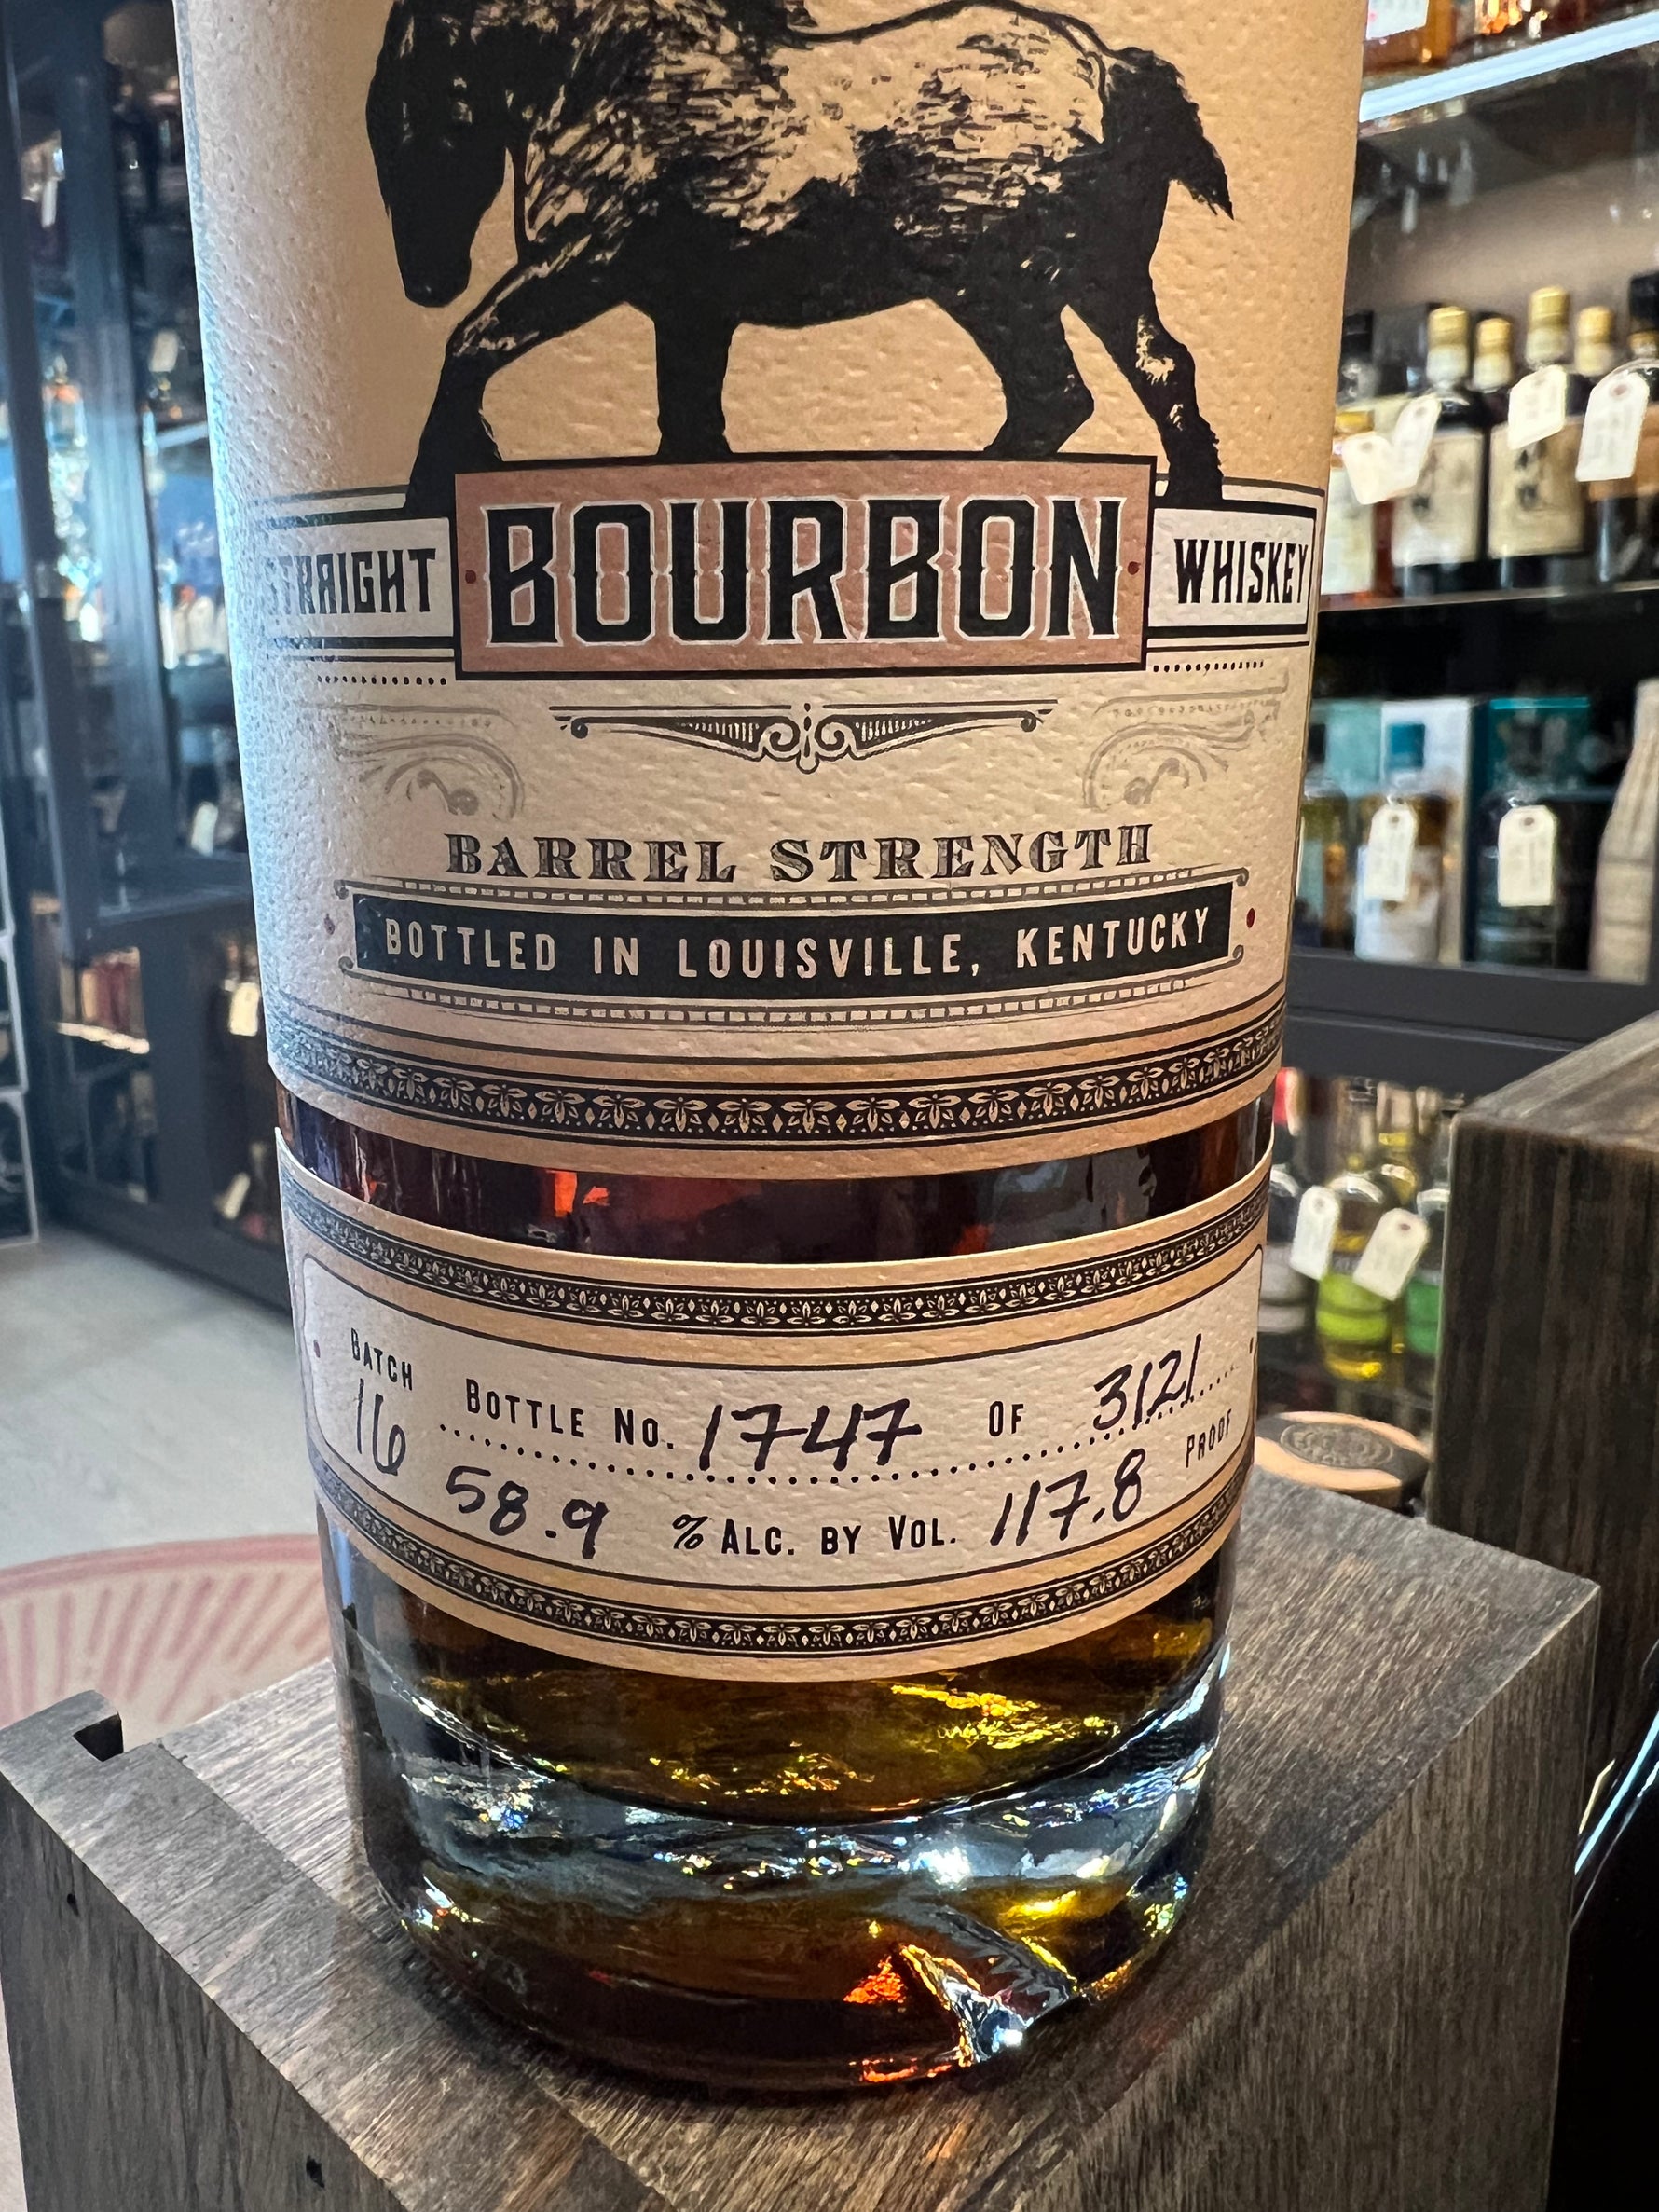 STRAIGHT BOURBON WHISKEY
BARREL STRENGTH
BOTTLED IN LOUISVILLE, KENTUCKY
BATCH BOTTLE NO. 1747 OF 3121
16 58.9 % ALC. BY VOL. 117.8 PROOF